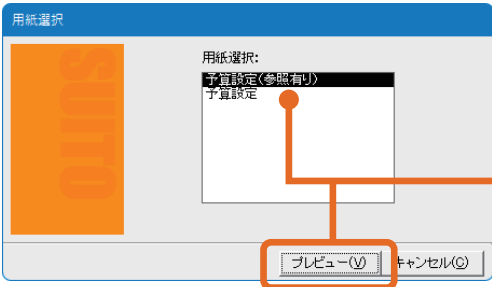 用紙選択
SUITO
用紙選択:
予算設定(参照有り)
予算設定
プレビュー(V)
キャンセル(C)